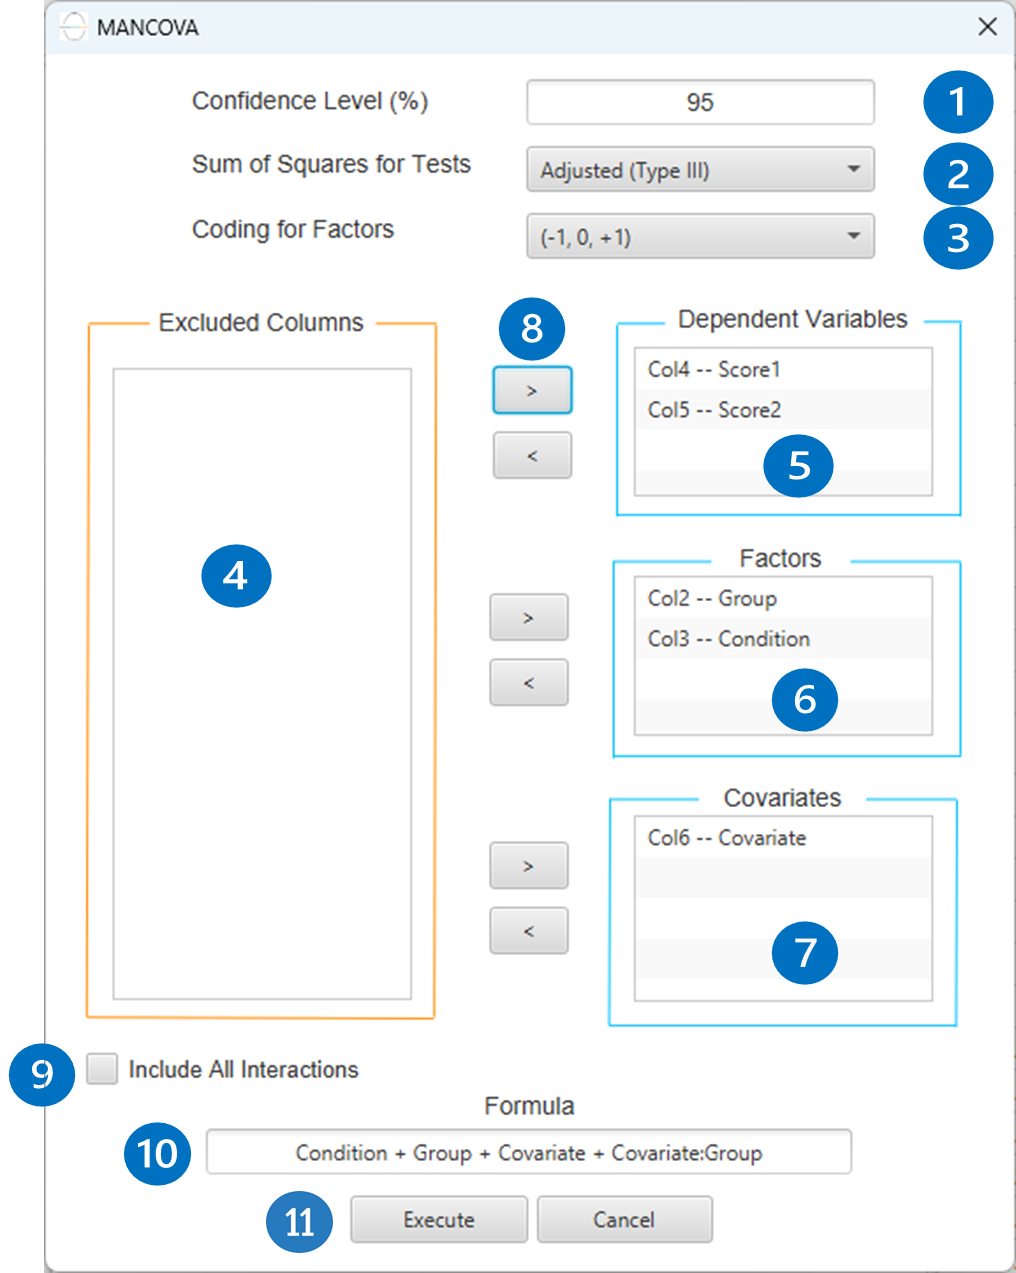 MANCOVA
Confidence Level (%)
95
1
Sum of Squares for Tests
Adjusted (Type III)
2
Coding for Factors
(-1, 0, +1)
3
Excluded Columns
4
8
>
<
Dependent Variables
Col4 -- Score1
Col5 -- Score2
5
Factors
Col2 -- Group
Col3 -- Condition
6
>
<
Covariates
Col6 -- Covariate
7
>
<
9
Include All Interactions
Formula
10
Condition + Group + Covariate + Covariate:Group
11
Execute
Cancel